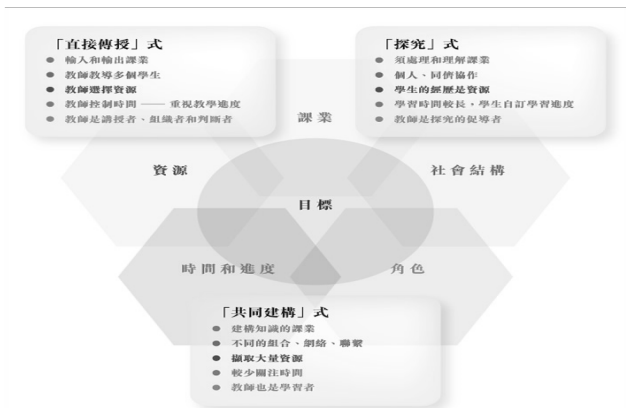 「直接傳授」式
● 輸入和輸出課業
● 教師教導多個學生
● 教師選擇資源
● 教師控制時間 —— 重視教學進度
● 教師是講授者、組織者和判斷者
「探究」式
● 須處理和理解課業
● 個人、同儕協作
● 學生的經歷是資源
● 學習時間較長，學生自訂學習進度
● 教師是探究的促導者
課業
資源
社會結構
目標
時間和進度
角色
「共同建構」式
● 建構知識的課業
● 不同的組合、網絡、聯繫
● 擷取大量資源
● 較少關注時間
● 教師也是學習者